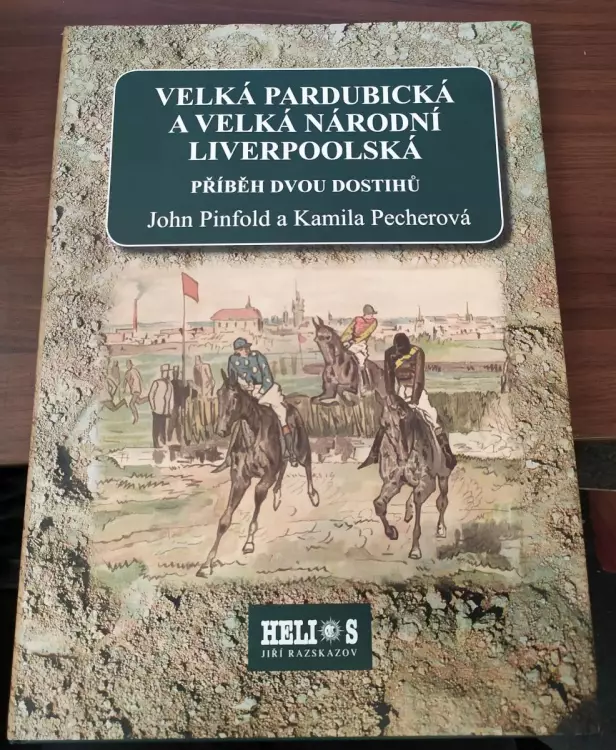 VELKÁ PARDUBICKÁ
A VELKÁ NÁRODNÍ
LIVERPOOLSKÁ
PŘÍBĚH DVOU DOSTIHŮ
John Pinfold a Kamila Pecherová
HELIOS
JIŘÍ RAZSKAZOV